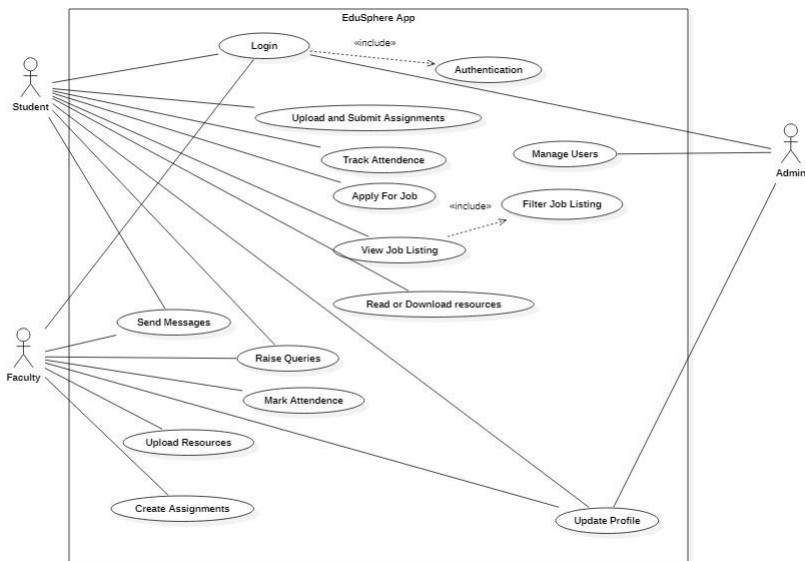 EduSphere App
Login
«include»
Authentication
Student
Upload and Submit Assignments
Track Attendence
Manage Users
Admin
Apply For Job
«include»
Filter Job Listing
View Job Listing
Read or Download resources
Send Messages
Raise Queries
Faculty
Mark Attendence
Upload Resources
Create Assignments
Update Profile